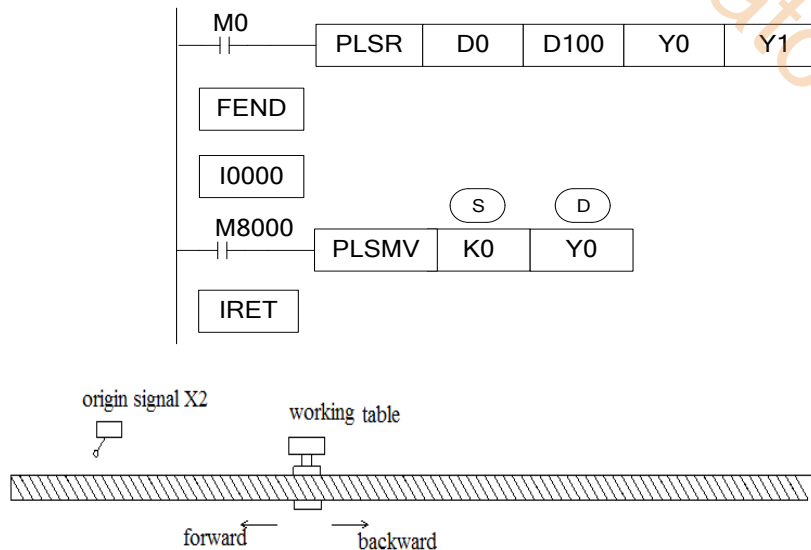 M0
PLSR D0 D100 Y0 Y1
FEND
I0000
S D
M8000
PLSMV K0 Y0
IRET
origin signal X2
working table
forward
backward